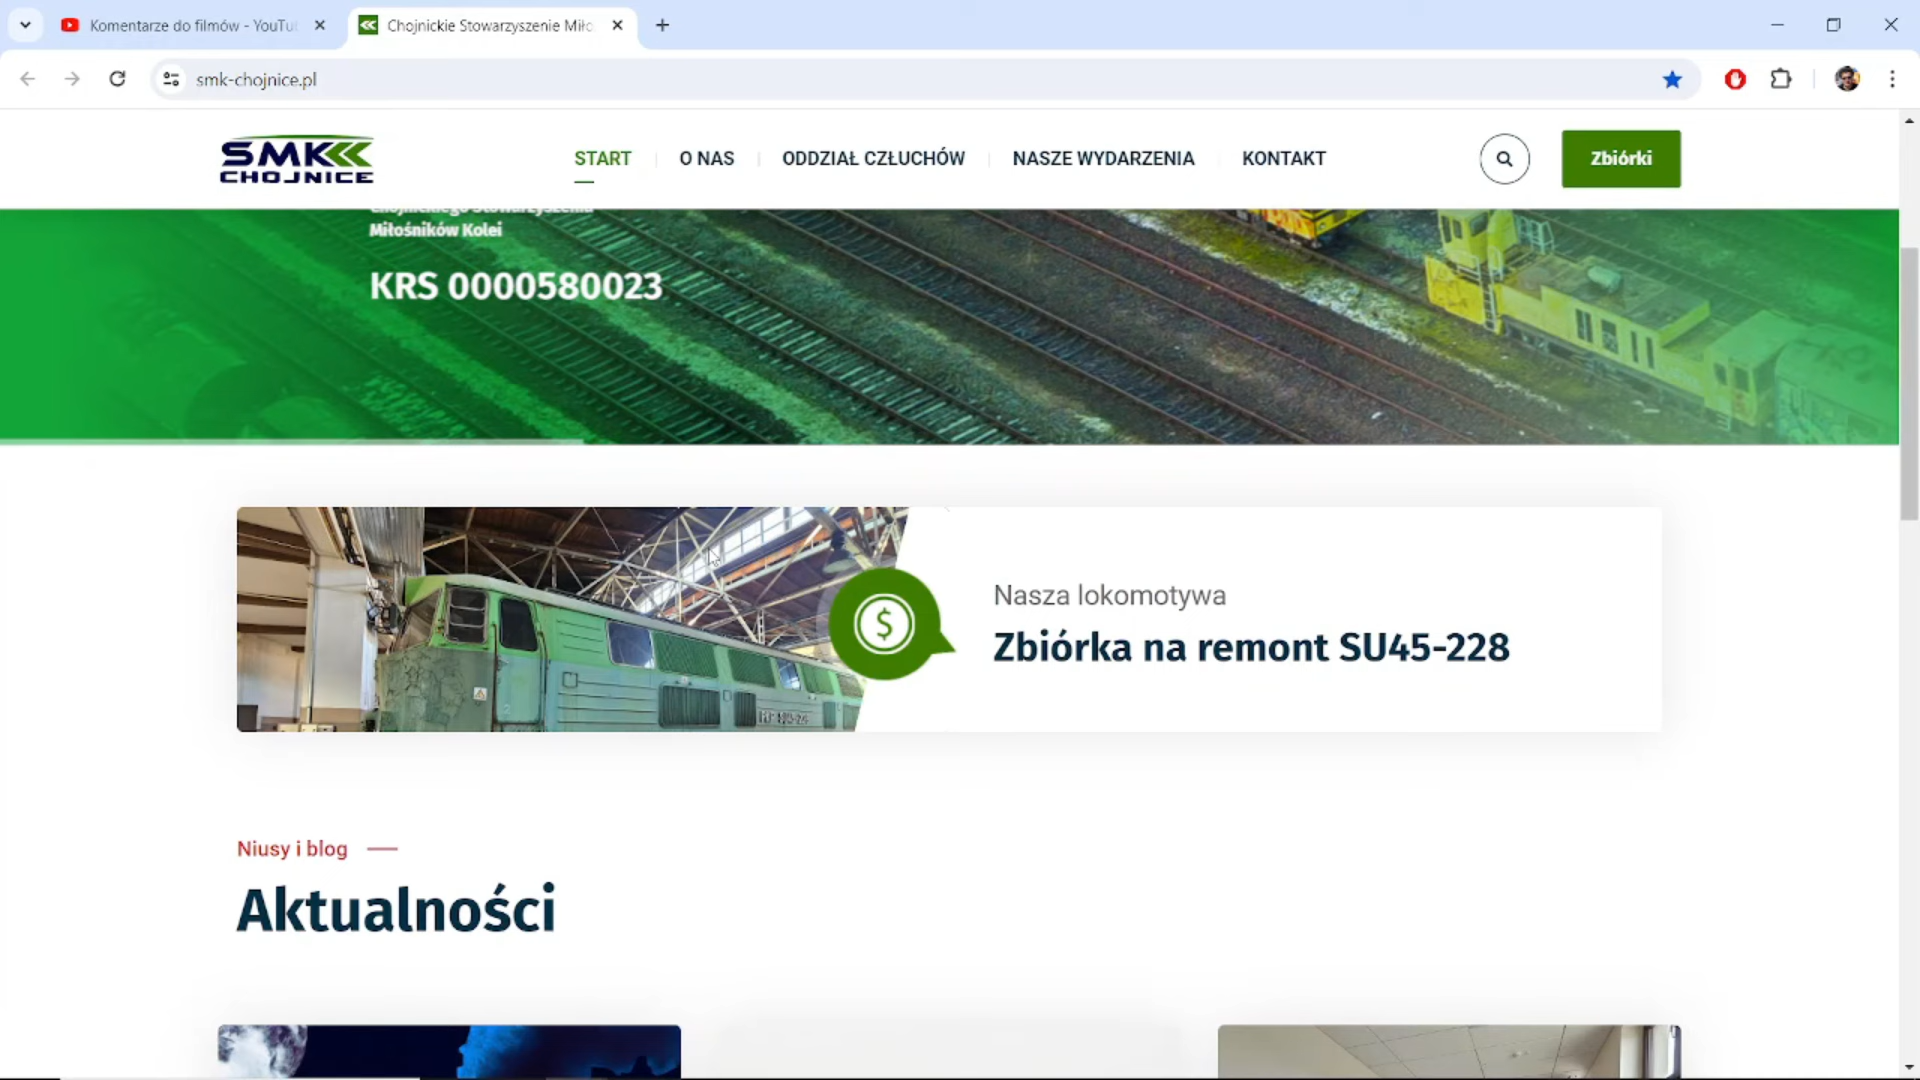 Komentarze do filmów - YouTu
Chojnickie Stowarzyszenie Miło
smk-chojnice.pl
SMK
CHOJNICE
START
O NAS
ODDZIAŁ CZŁUCHÓW
NASZE WYDARZENIA
KONTAKT
Zbiórki
Chojnickiego Stowarzyszenia
Miłośników Kolei
KRS 0000580023
Nasza lokomotywa
Zbiórka na remont SU45-228
Niusy i blog
Aktualności